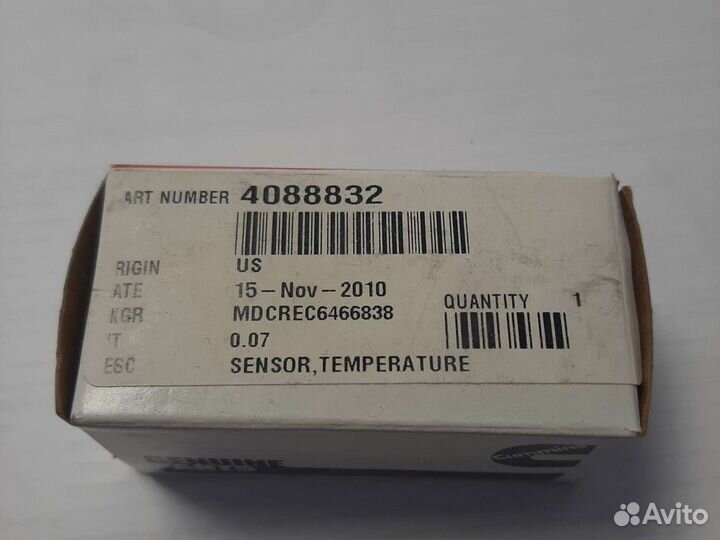 ART NUMBER 4088832
RIGIN US
ATE 15-Nov-2010
KGR MDCREC6466838
QUANTITY 1
T 0.07
ESC SENSOR,TEMPERATURE
GENUINE
Cummins
Avito